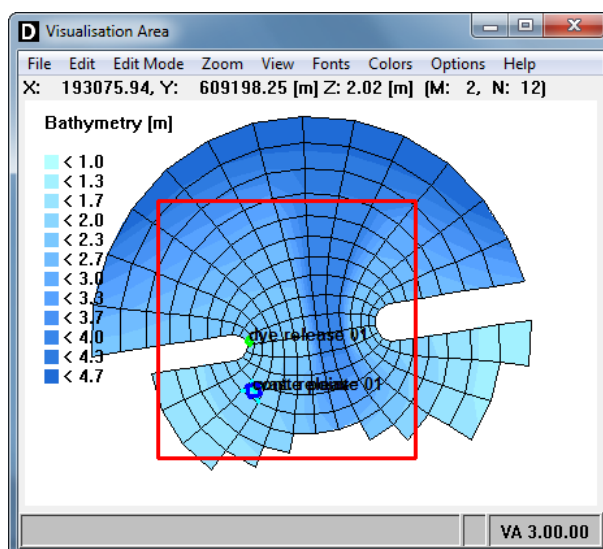 D Visualisation Area
File Edit Edit Mode Zoom View Fonts Colors Options Help
X: 193075.94, Y: 609198.25 [m] Z: 2.02 [m] (M: 2, N: 12)
Bathymetry [m]
< 1.0
< 1.3
< 1.7
< 2.0
< 2.3
< 2.7
< 3.0
< 3.3
< 3.7
< 4.0
< 4.3
< 4.7
dye release 01
01
VA 3.00.00